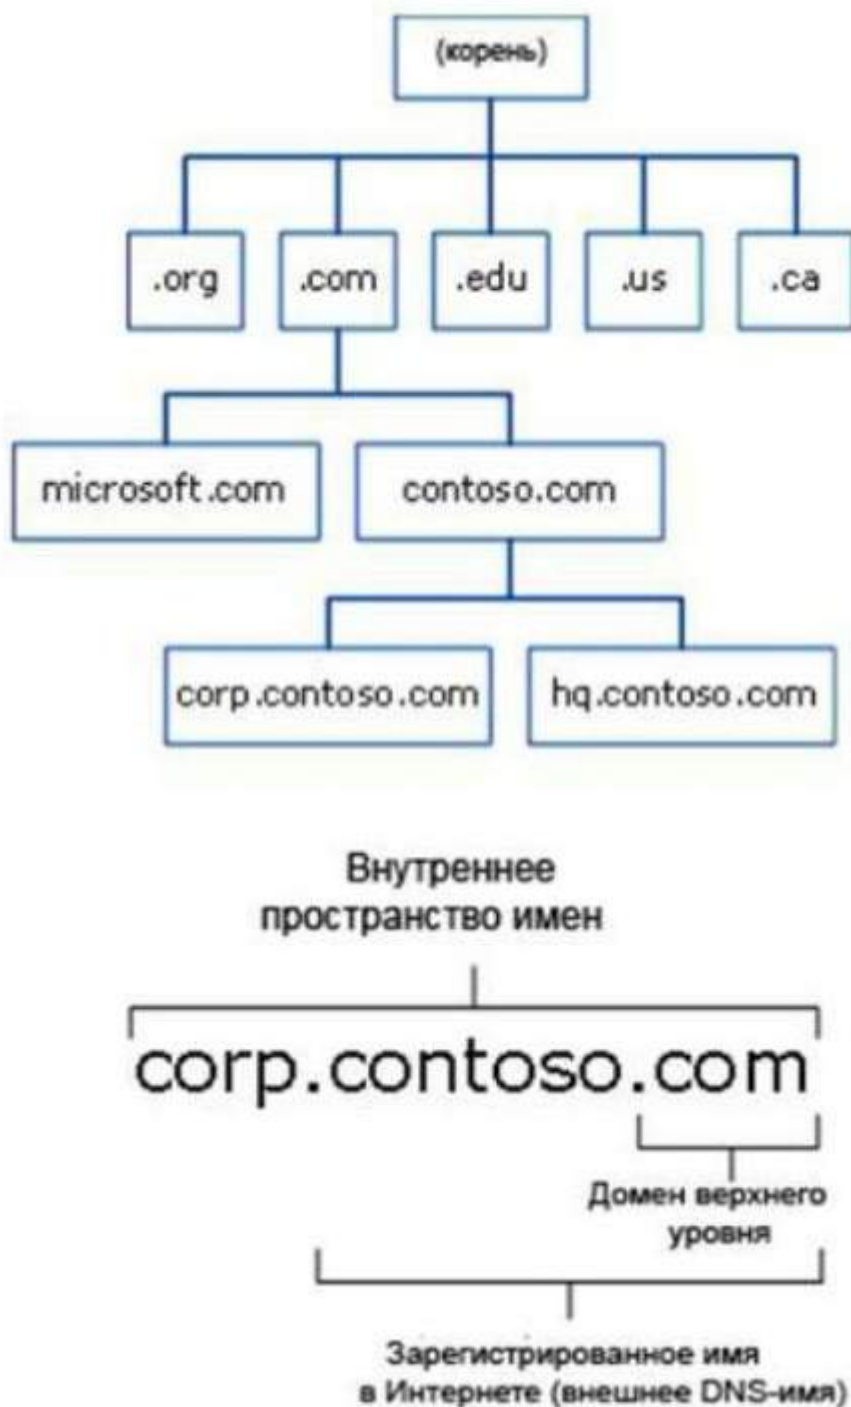 (корень)
.org
.com
.edu
.us
.ca
microsoft.com
contoso.com
corp.contoso.com
hq.contoso.com
Внутреннее
пространство имен
corp.contoso.com
Домен верхнего
уровня
Зарегистрированное имя
в Интернете (внешнее DNS-имя)